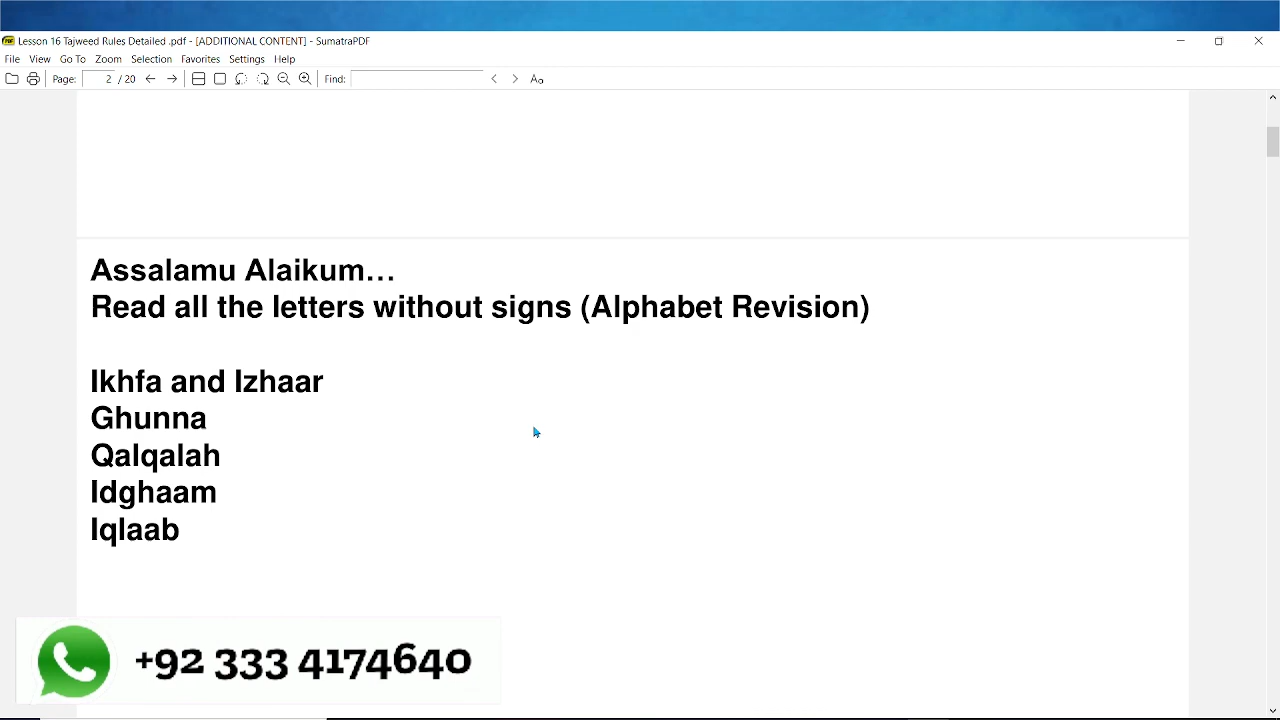 Lesson 16 Tajweed Rules Detailed .pdf - [ADDITIONAL CONTENT] - SumatraPDF
File View Go To Zoom Selection Favorites Settings Help
Page: 2 / 20 Find: Aa
Assalamu Alaikum…
Read all the letters without signs (Alphabet Revision)
Ikhfa and Izhaar
Ghunna
Qalqalah
Idghaam
Iqlaab
+92 333 4174640